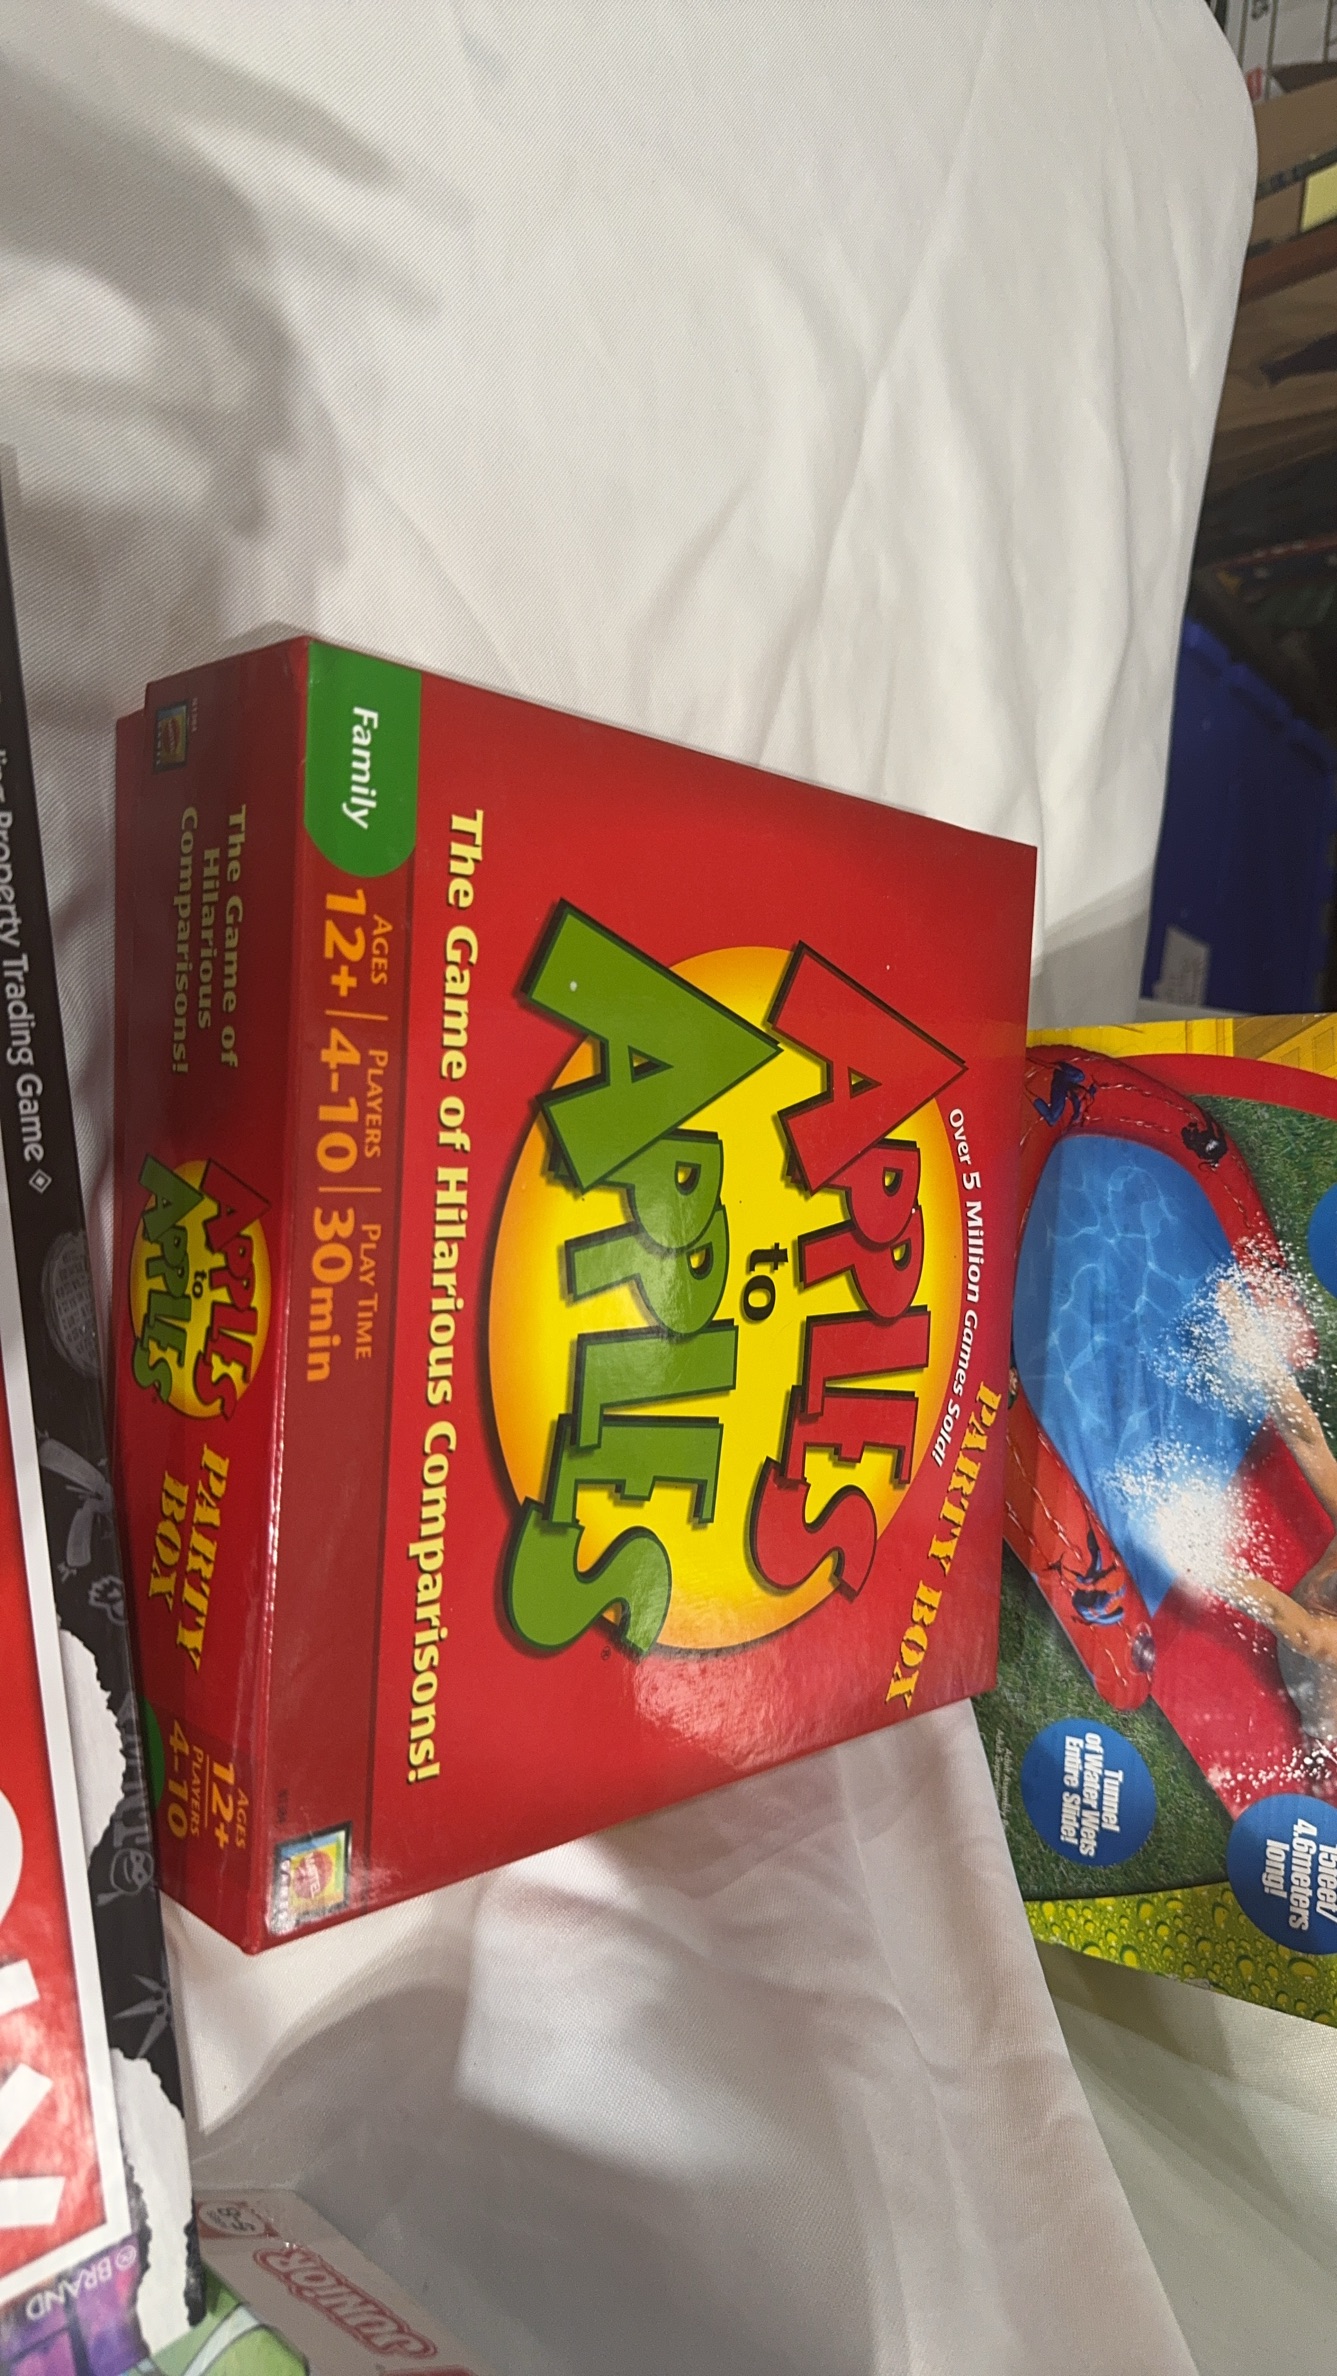 PARTY BOX
Over 5 Million Games Sold!
APPLES
to
APPLES
®
The Game of Hilarious Comparisons!
Family
AGES
12+
PLAYERS
4-10
PLAY TIME
30min
MATTEL
The Game of
Hilarious
Comparisons!
APPLES
to
APPLES
PARTY
BOX
AGES
12+
PLAYERS
4-10
Property Trading Game
BRAND
JUNIOR
Tunnel
of Water Wets
Entire Slide!
15feet/
4.6meters
long!